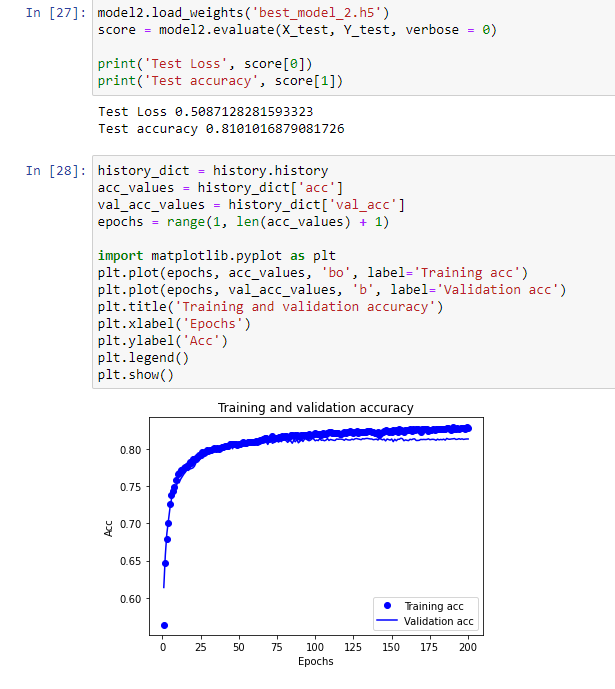 In [27]: model2.load_weights('best_model_2.h5')
score = model2.evaluate(X_test, Y_test, verbose = 0)
print('Test Loss', score[0])
print('Test accuracy', score[1])
Test Loss 0.5087128281593323
Test accuracy 0.8101016879081726
In [28]: history_dict = history.history
acc_values = history_dict['acc']
val_acc_values = history_dict['val_acc']
epochs = range(1, len(acc_values) + 1)
import matplotlib.pyplot as plt
plt.plot(epochs, acc_values, 'bo', label='Training acc')
plt.plot(epochs, val_acc_values, 'b', label='Validation acc')
plt.title('Training and validation accuracy')
plt.xlabel('Epochs')
plt.ylabel('Acc')
plt.legend()
plt.show()
Training and validation accuracy
0.80
0.75
0.70
0.65
0.60
Acc
Training acc
Validation acc
0 25 50 75 100 125 150 175 200
Epochs